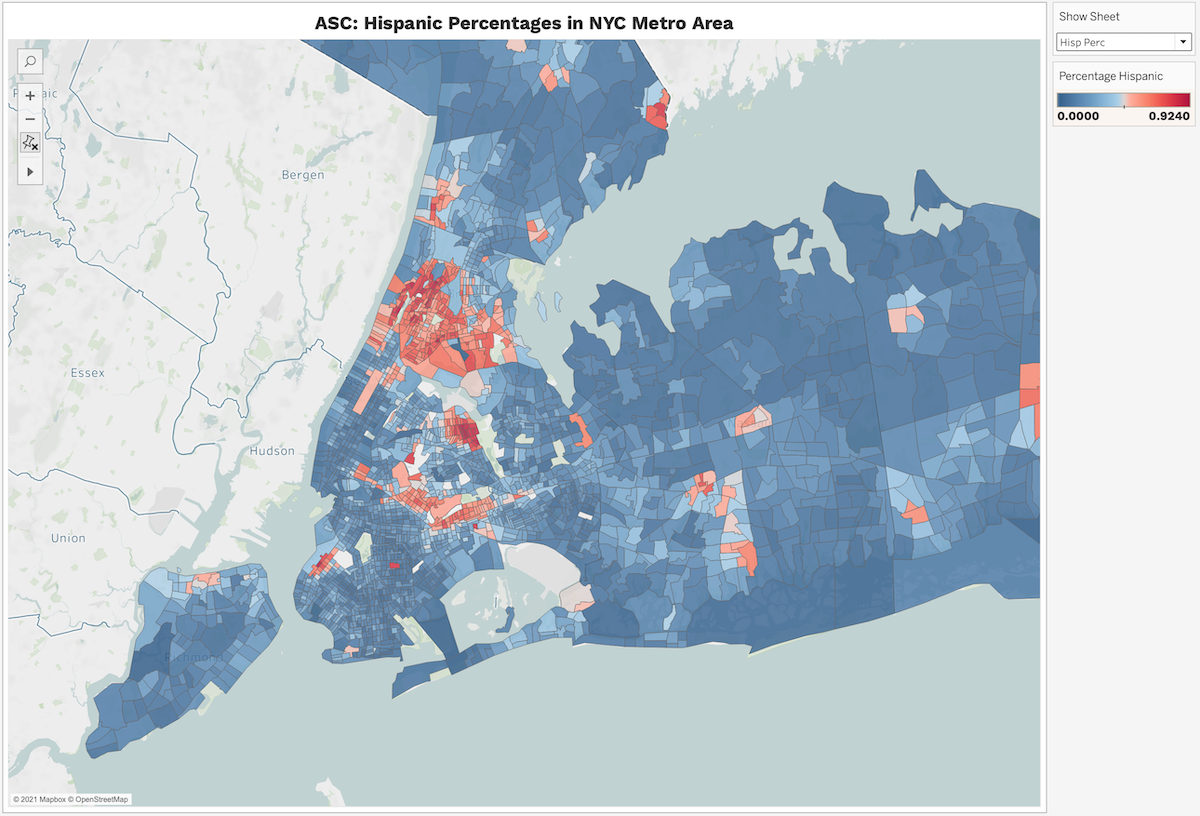 ASC: Hispanic Percentages in NYC Metro Area
Show Sheet
Hisp Perc
Percentage Hispanic
0.0000 0.9240
Bergen
Essex
Hudson
Union
Richmond
© 2021 Mapbox © OpenStreetMap